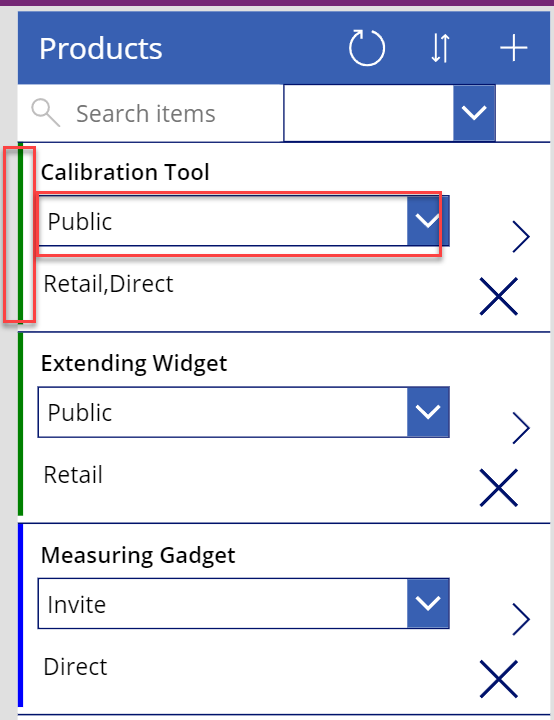 Products
Search items
Calibration Tool
Public
Retail,Direct
Extending Widget
Public
Retail
Measuring Gadget
Invite
Direct